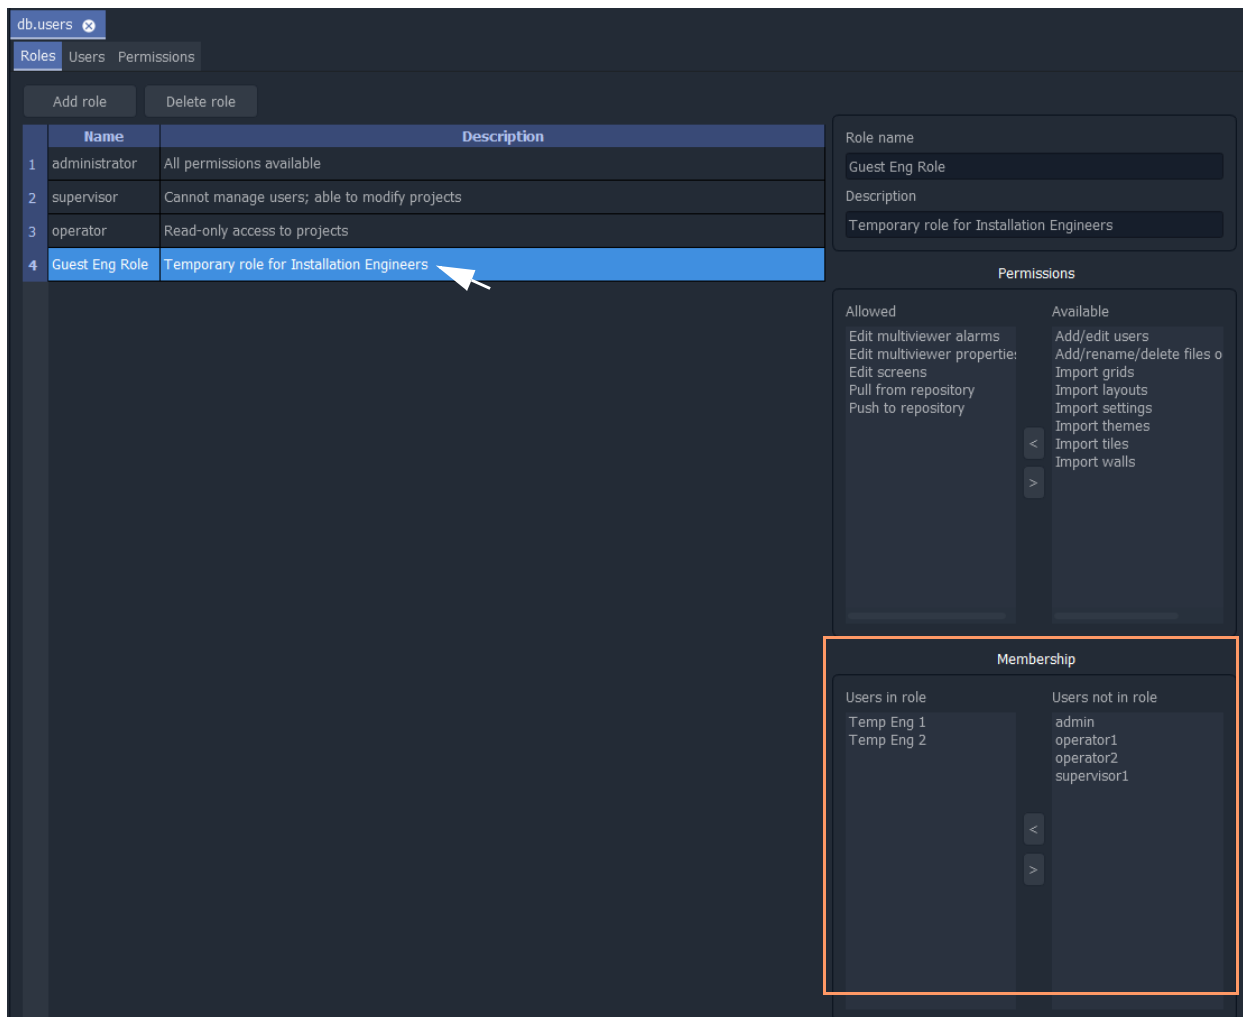 db.users
Roles Users Permissions
Add role Delete role
Name Description
1 administrator All permissions available
2 supervisor Cannot manage users; able to modify projects
3 operator Read-only access to projects
4 Guest Eng Role Temporary role for Installation Engineers
Role name
Guest Eng Role
Description
Temporary role for Installation Engineers
Permissions
Allowed
Edit multiviewer alarms
Edit multiviewer propertie
Edit screens
Pull from repository
Push to repository
<
>
Available
Add/edit users
Add/rename/delete files o
Import grids
Import layouts
Import settings
Import themes
Import tiles
Import walls
Membership
Users in role
Temp Eng 1
Temp Eng 2
<
>
Users not in role
admin
operator1
operator2
supervisor1